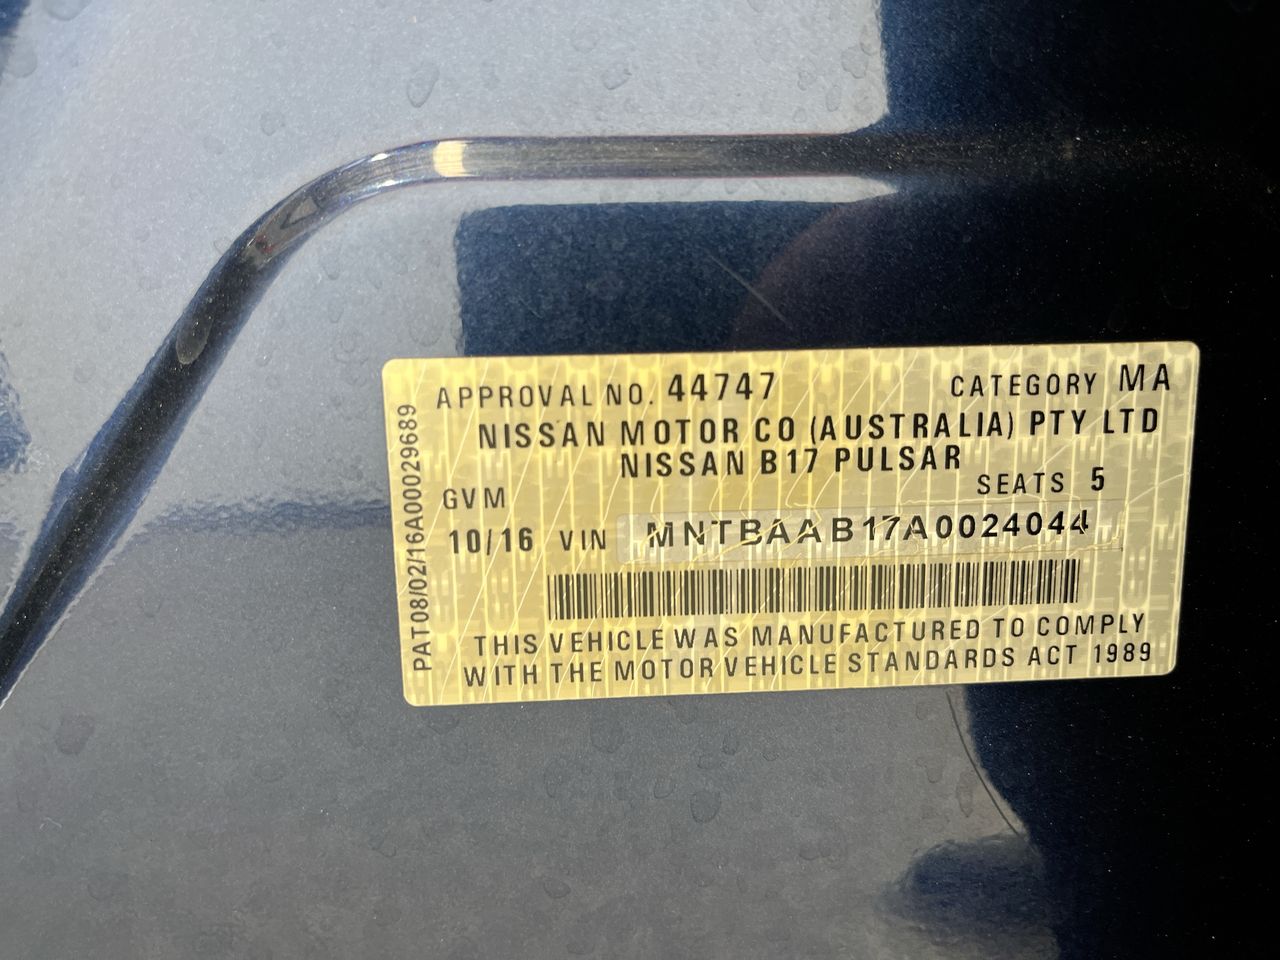 APPROVAL NO. 44747 CATEGORY MA
NISSAN MOTOR CO (AUSTRALIA) PTY LTD
NISSAN B17 PULSAR
GVM SEATS 5
10/16 VIN MNTBAAB17A0024044
THIS VEHICLE WAS MANUFACTURED TO COMPLY
WITH THE MOTOR VEHICLE STANDARDS ACT 1989
PAT08/02/16A00029689